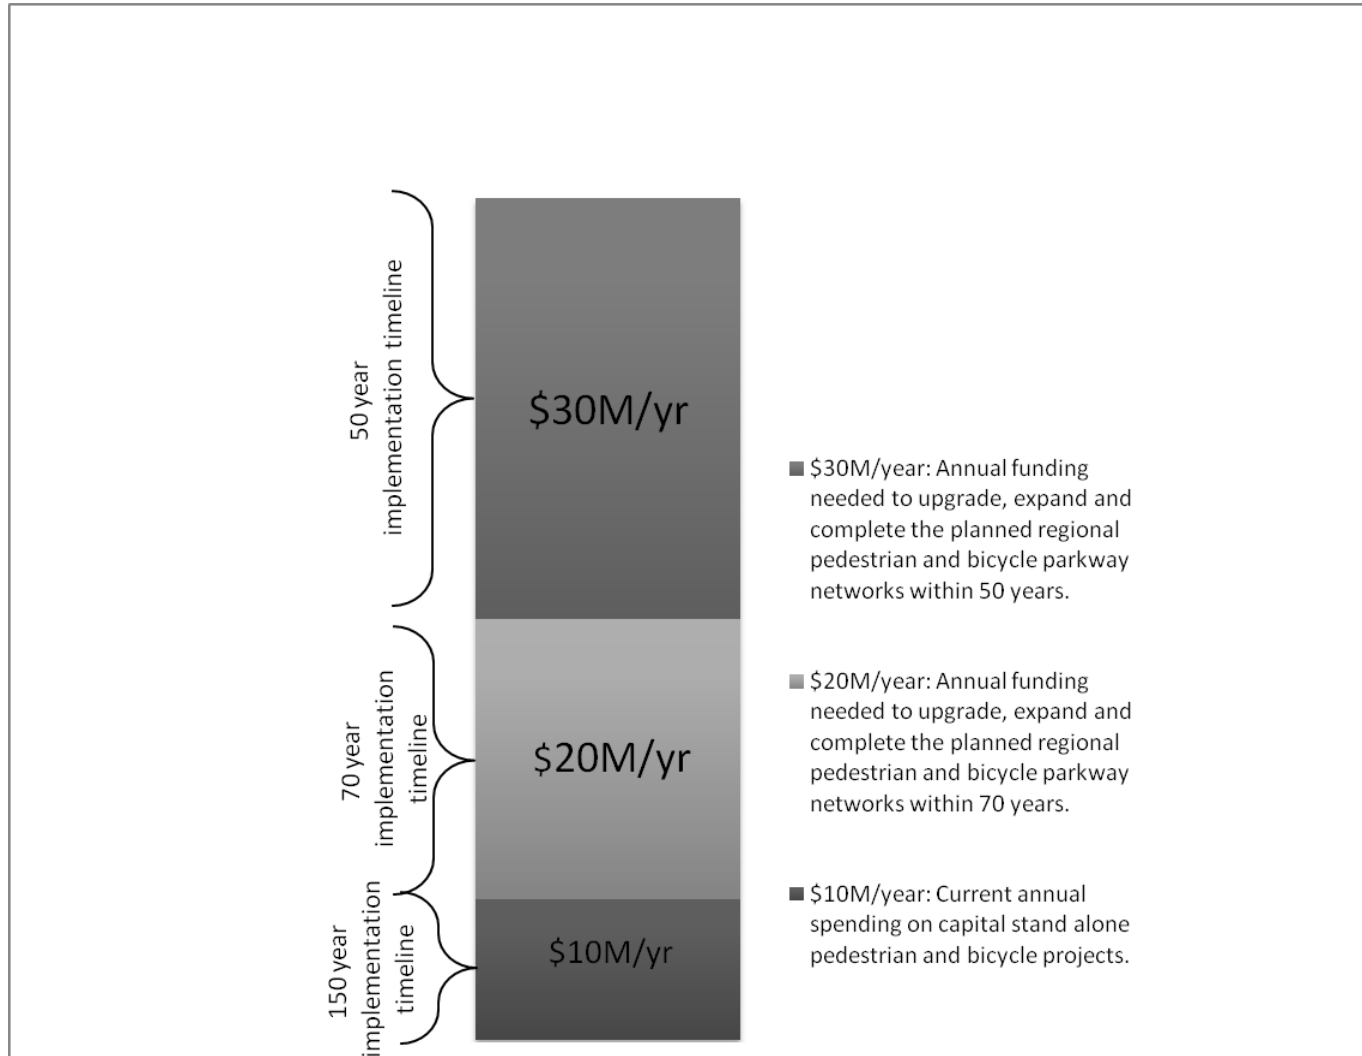 50 year
implementation timeline
$30M/yr
70 year
implementation
timeline
$20M/yr
150 year
implementation
timeline
$10M/yr
$30M/year: Annual funding
needed to upgrade, expand and
complete the planned regional
pedestrian and bicycle parkway
networks within 50 years.
$20M/year: Annual funding
needed to upgrade, expand and
complete the planned regional
pedestrian and bicycle parkway
networks within 70 years.
$10M/year: Current annual
spending on capital stand alone
pedestrian and bicycle projects.